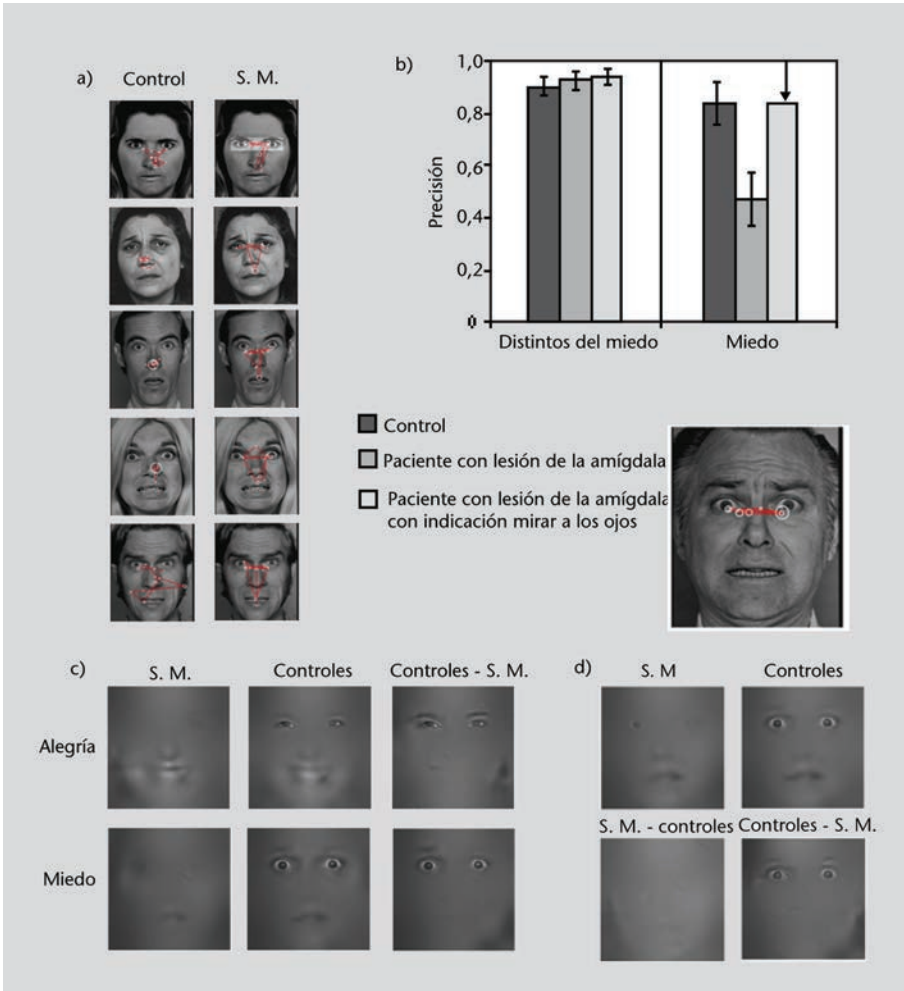 a)
Control
S. M.
b)
Precisión
1,0
0,8
0,6
0,4
0,2
0
Distintos del miedo
Miedo
Control
Paciente con lesión de la amígdala
Paciente con lesión de la amígdala
con indicación mirar a los ojos
c)
S. M.
Controles
Controles - S. M.
Alegría
Miedo
d)
S. M
Controles
S. M. - controles
Controles - S. M.